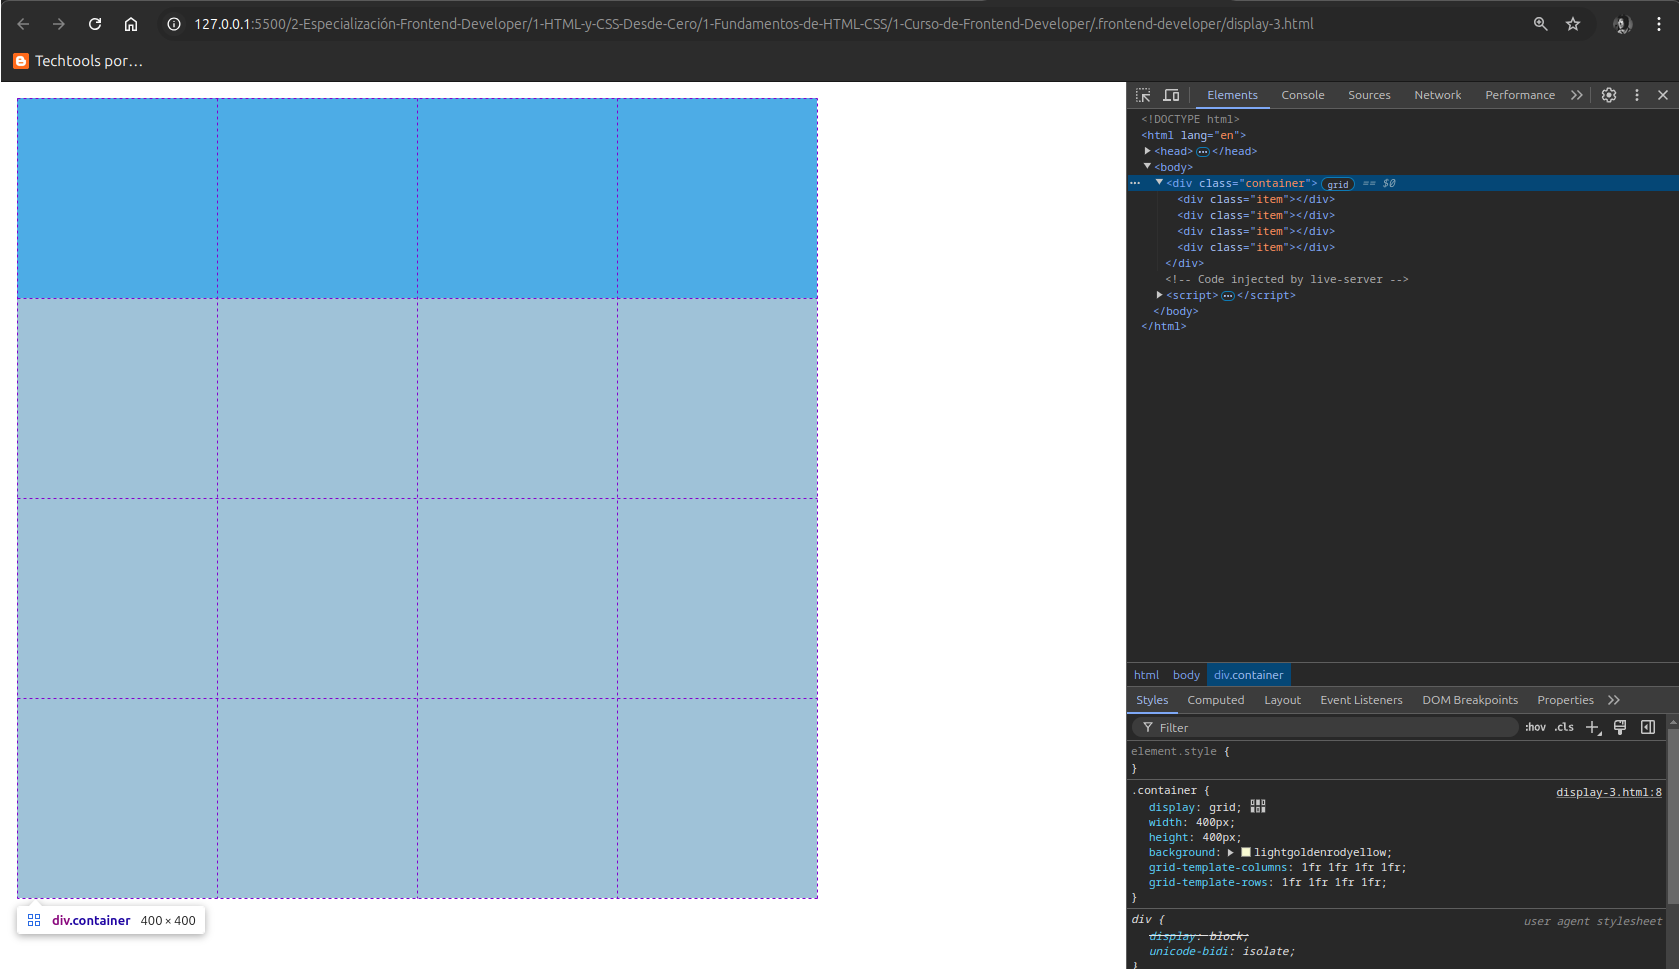 127.0.0.1:5500/2-Especialización-Frontend-Developer/1-HTML-y-CSS-Desde-Cero/1-Fundamentos-de-HTML-CSS/1-Curso-de-Frontend-Developer/.frontend-developer/display-3.html
Techtools por…
Elements Console Sources Network Performance
<!DOCTYPE html>
<html lang="en">
<head> … </head>
<body>
… <div class="container"> grid == $0
<div class="item"></div>
<div class="item"></div>
<div class="item"></div>
<div class="item"></div>
</div>
<!-- Code injected by live-server -->
<script> … </script>
</body>
</html>
html body div.container
Styles Computed Layout Event Listeners DOM Breakpoints Properties
Filter :hov .cls
element.style {
}
.container { display-3.html:8
display: grid;
width: 400px;
height: 400px;
background: lightgoldenrodyellow;
grid-template-columns: 1fr 1fr 1fr 1fr;
grid-template-rows: 1fr 1fr 1fr 1fr;
}
div { user agent stylesheet
display: block;
unicode-bidi: isolate;
}
div.container 400 × 400